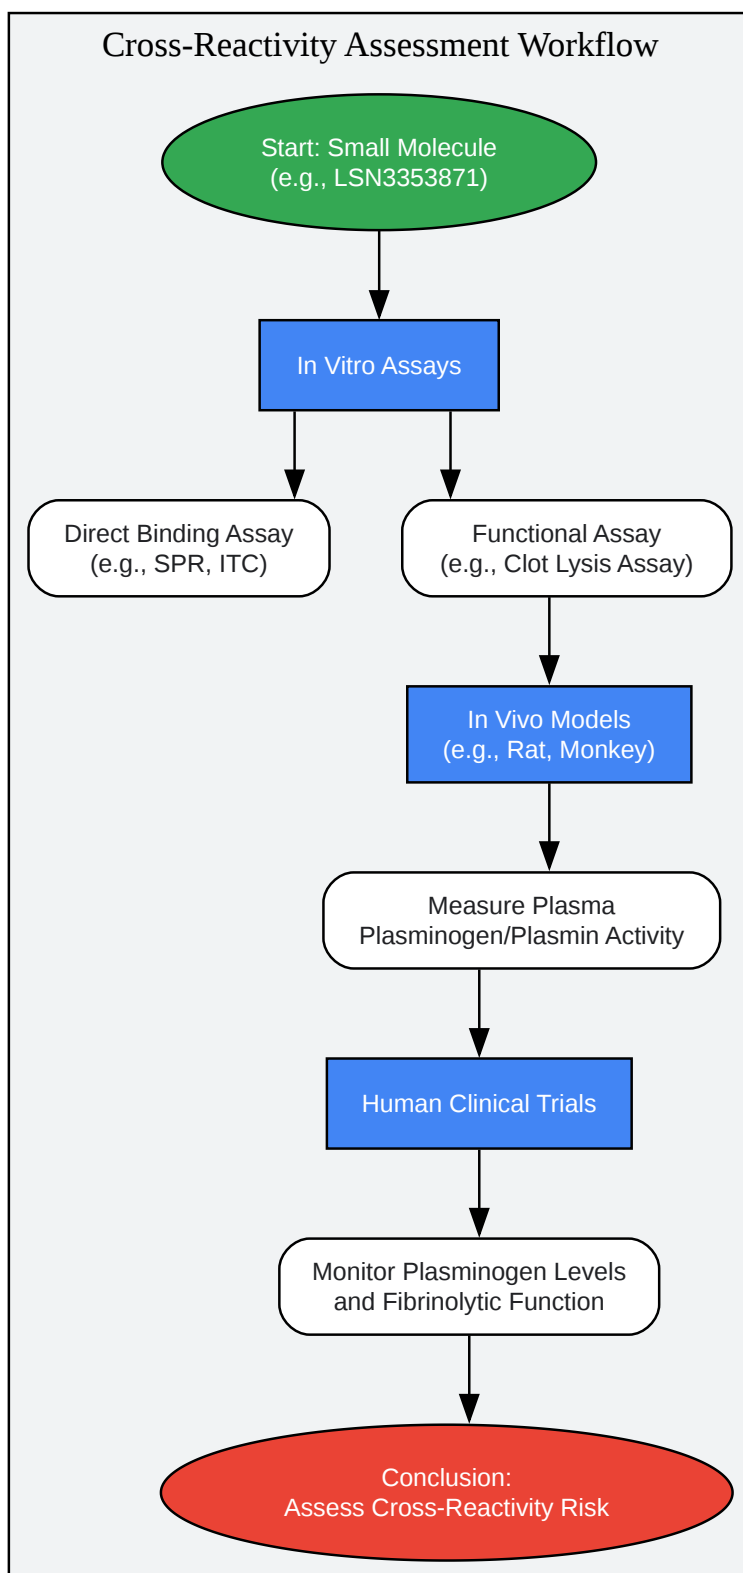 Cross-Reactivity Assessment Workflow
Start: Small Molecule
(e.g., LSN3353871)
In Vitro Assays
Direct Binding Assay
(e.g., SPR, ITC)
Functional Assay
(e.g., Clot Lysis Assay)
In Vivo Models
(e.g., Rat, Monkey)
Measure Plasma
Plasminogen/Plasmin Activity
Human Clinical Trials
Monitor Plasminogen Levels
and Fibrinolytic Function
Conclusion:
Assess Cross-Reactivity Risk